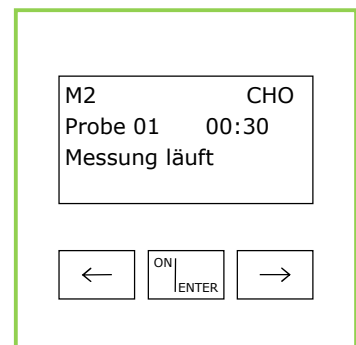 M2 CHO
Probe 01 00:30
Messung läuft
← ON ENTER →